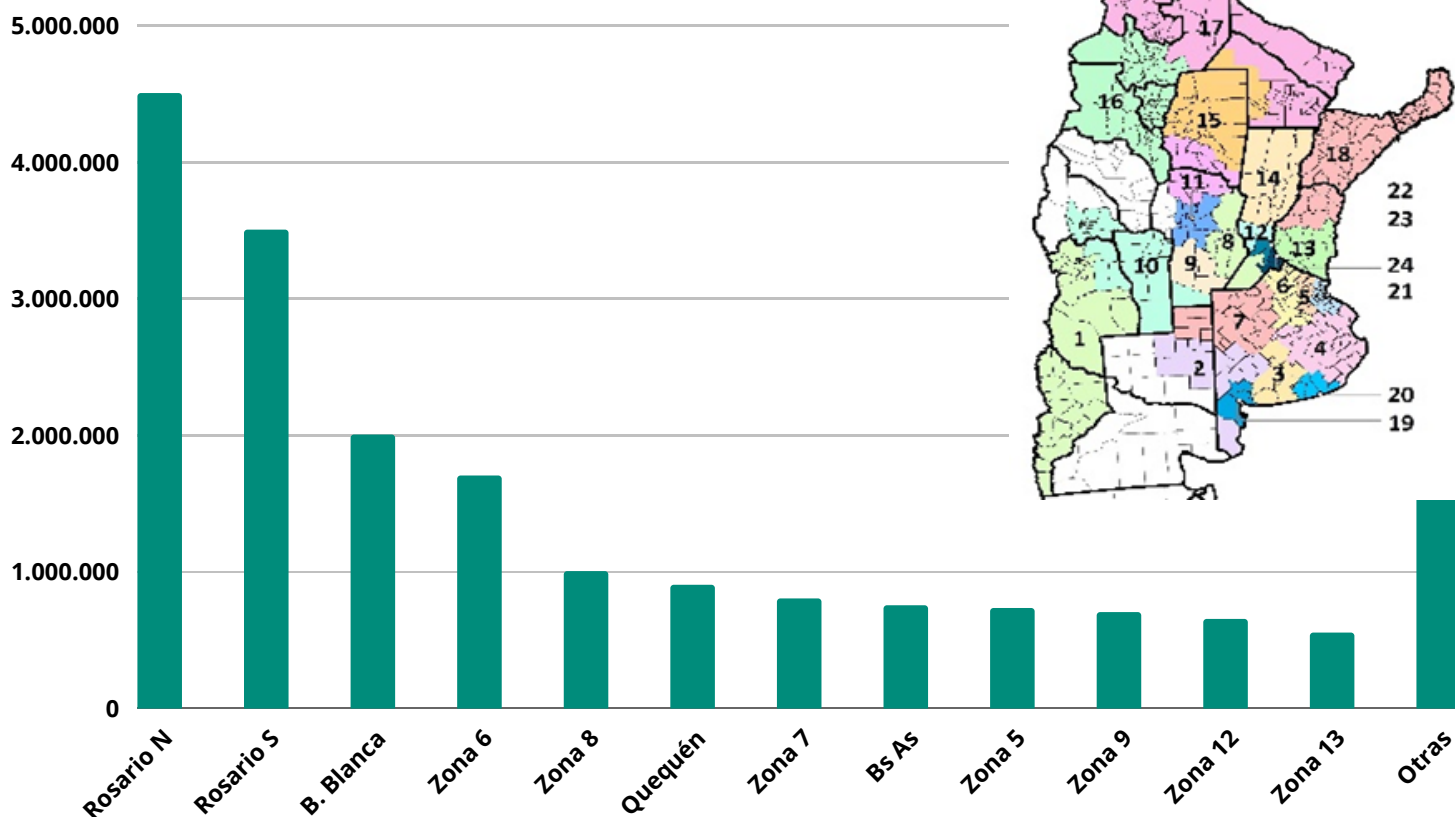 5.000.000
4.000.000
3.000.000
2.000.000
1.000.000
0
Rosario N
Rosario S
B. Blanca
Zona 6
Zona 8
Quequén
Zona 7
Bs As
Zona 5
Zona 9
Zona 12
Zona 13
Otras
17
16
15
18
11
14
22
23
8
12
13
10
9
24
6
5
21
7
1
4
2
3
20
19